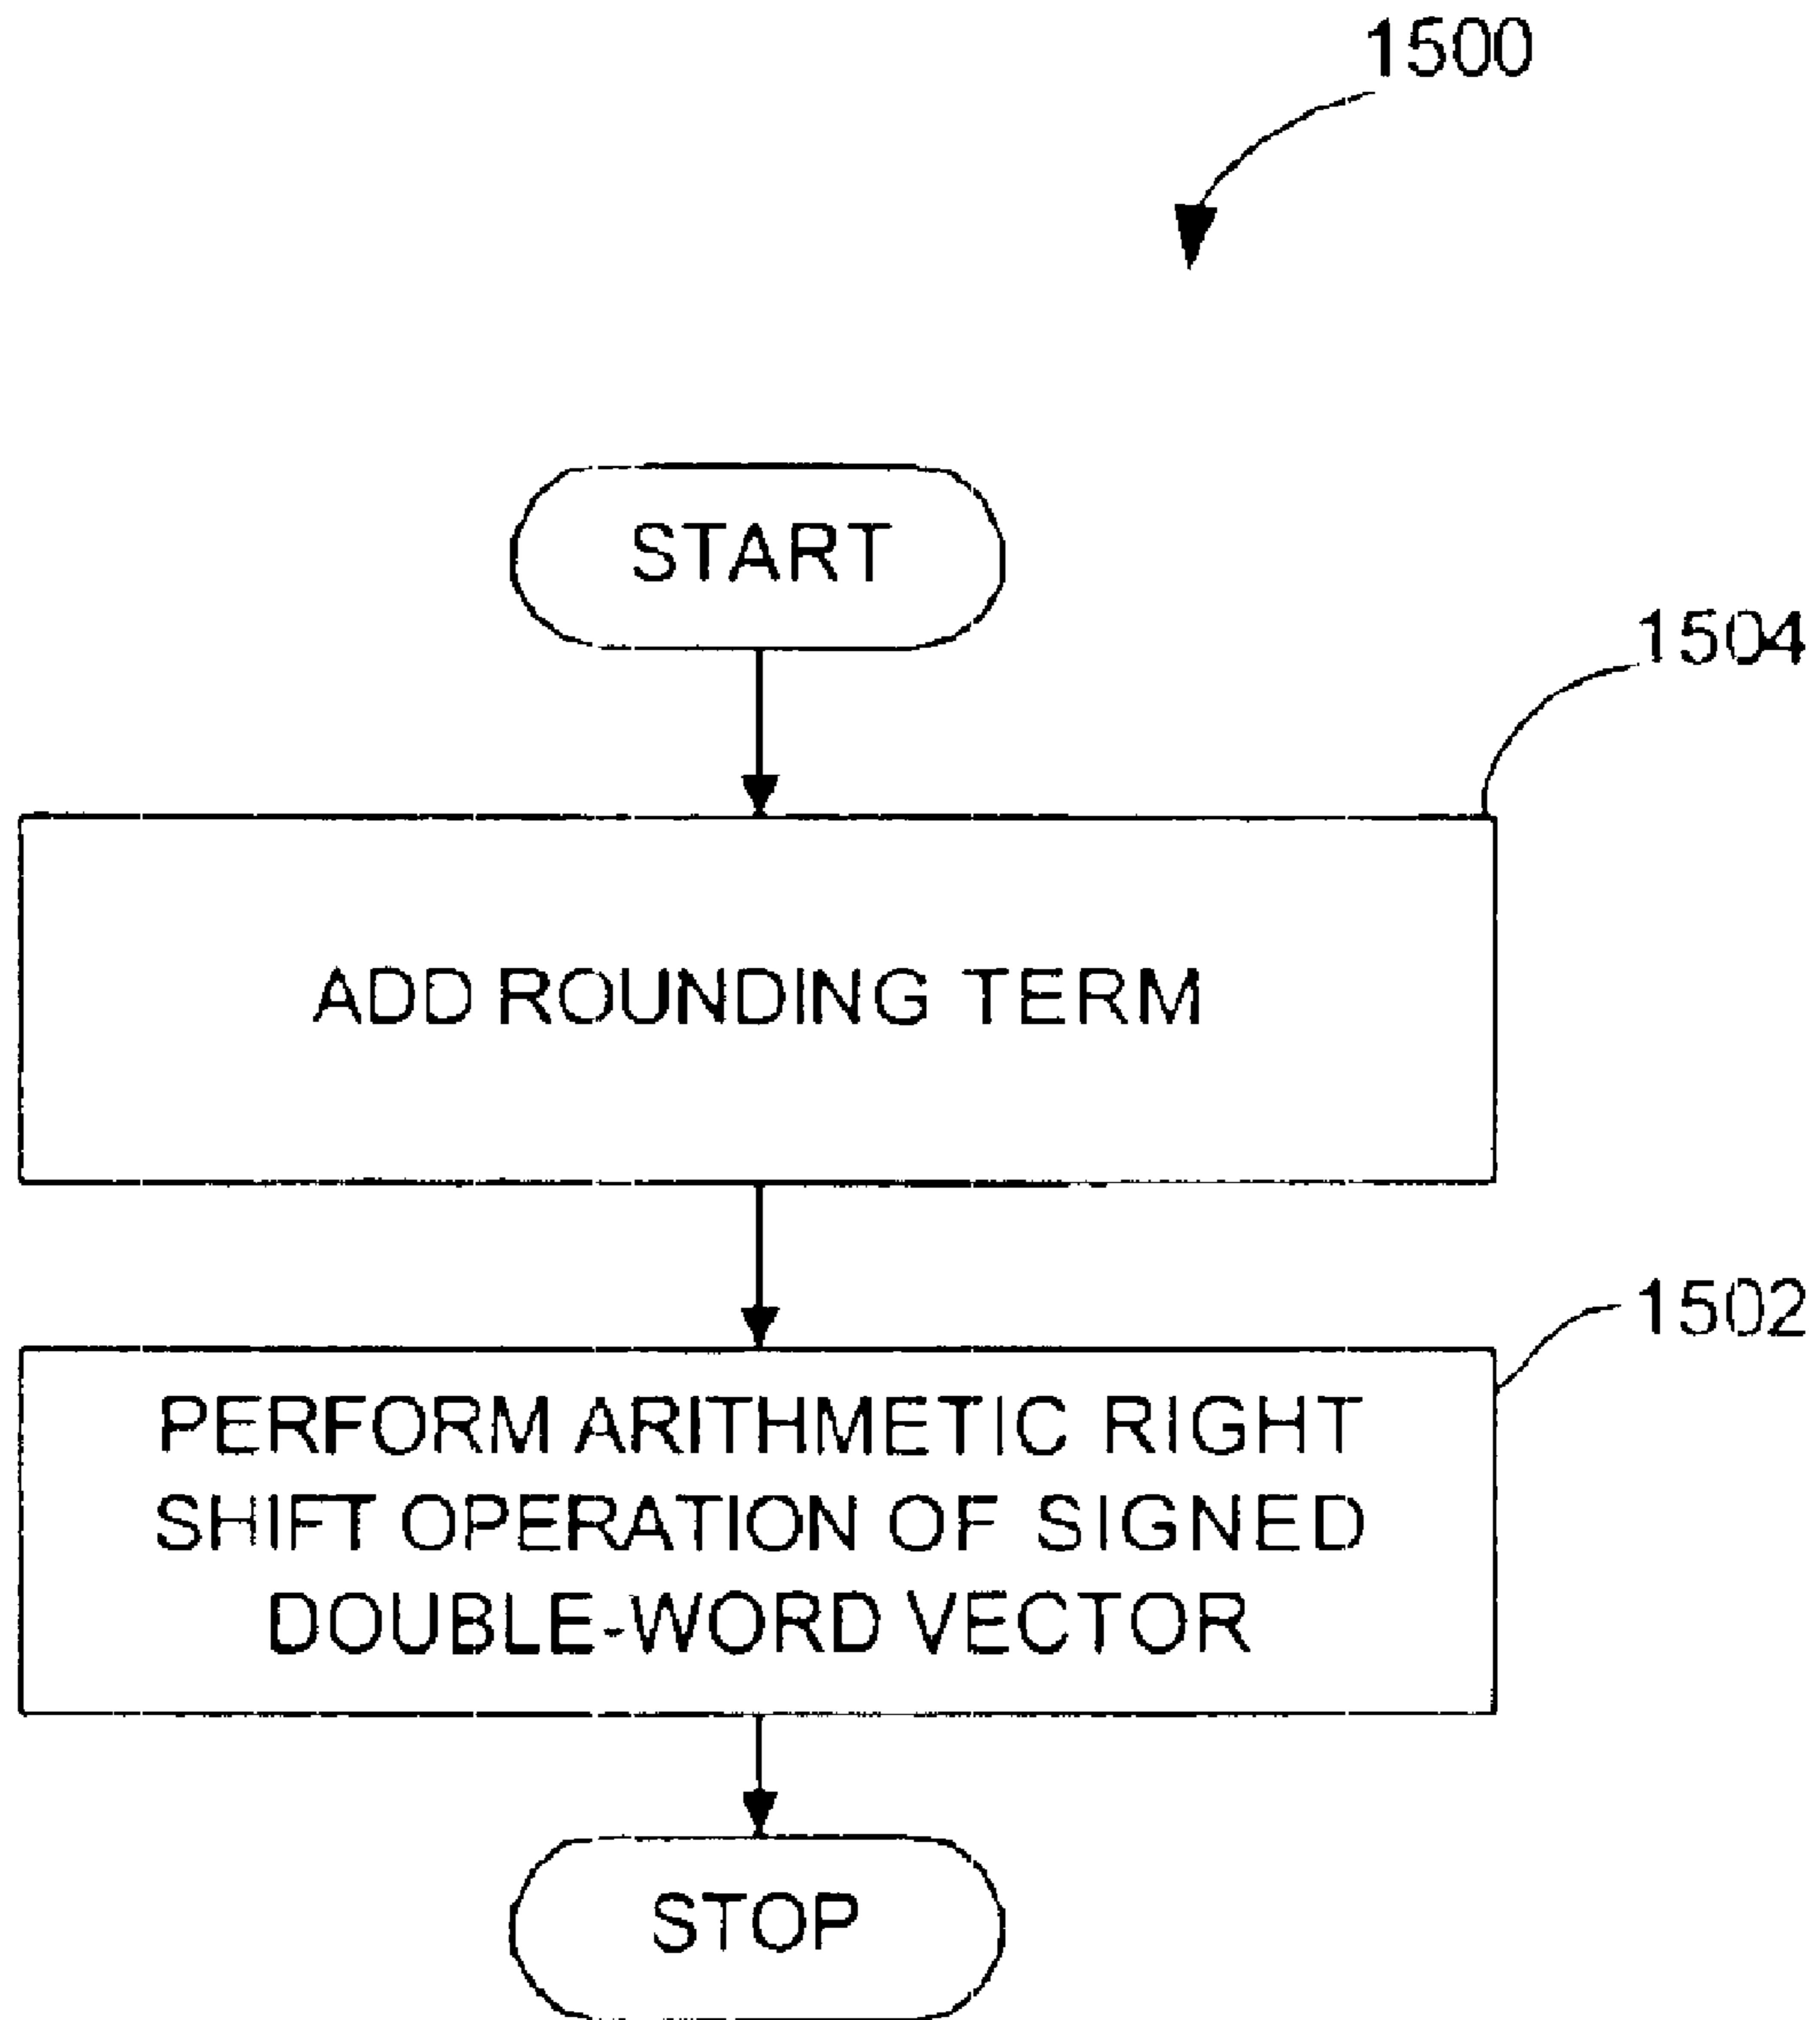 1500
START
1504
ADD ROUNDING TERM
1502
PERFORM ARITHMETIC RIGHT
SHIFT OPERATION OF SIGNED
DOUBLE-WORD VECTOR
STOP